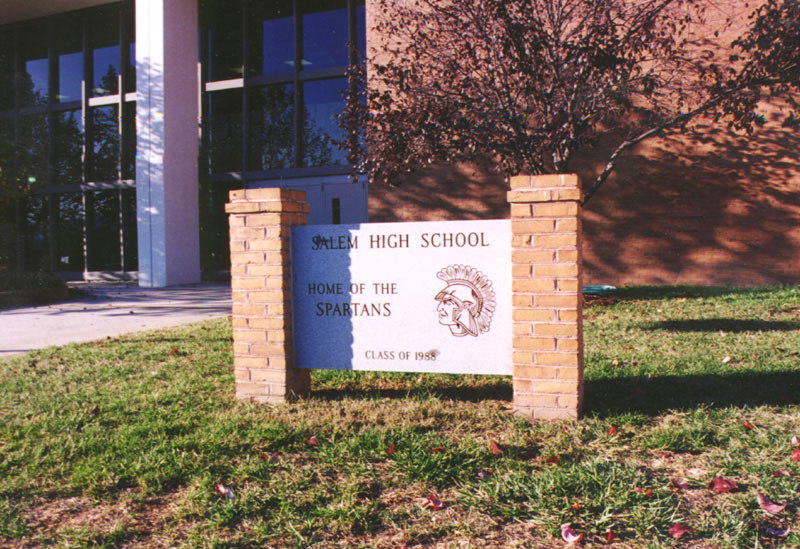 SALEM HIGH SCHOOL
HOME OF THE
SPARTANS
CLASS OF 1988